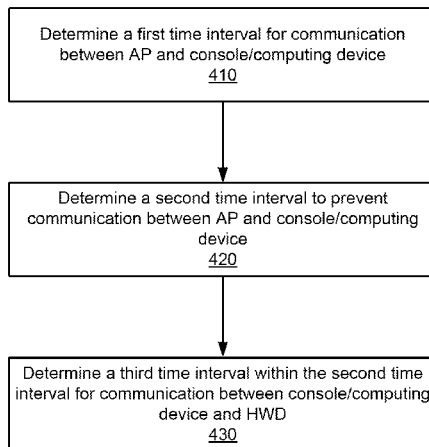 Determine a first time interval for communication
between AP and console/computing device
410
Determine a second time interval to prevent
communication between AP and console/computing
device
420
Determine a third time interval within the second time
interval for communication between console/computing
device and HWD
430